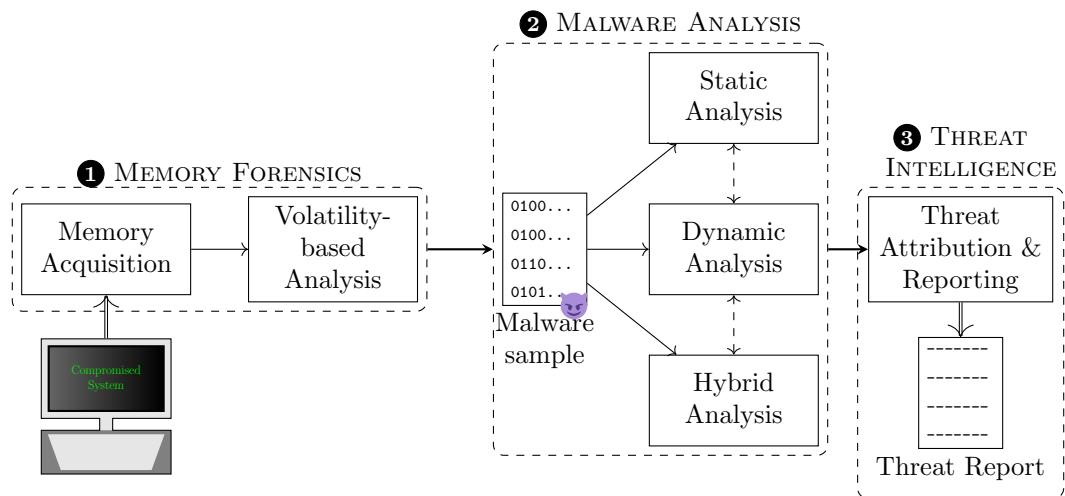 ❶ MEMORY FORENSICS
Memory
Acquisition
Volatility-
based
Analysis
Compromised
System
❷ MALWARE ANALYSIS
0100...
0100...
0110...
0101...
Malware
sample
Static
Analysis
Dynamic
Analysis
Hybrid
Analysis
❸ THREAT
INTELLIGENCE
Threat
Attribution &
Reporting
Threat Report